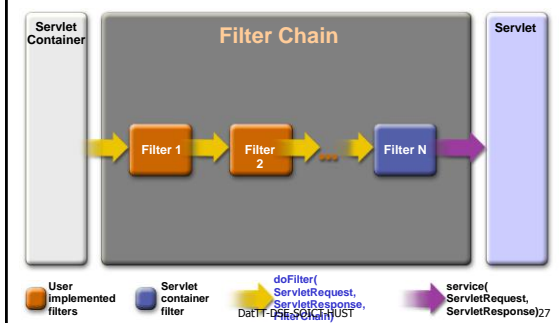 Servlet
Container
Filter Chain
Servlet
Filter 1
Filter
2
...
Filter N
User
implemented
filters
Servlet
container
filter
doFilter(
ServletRequest,
ServletResponse,
FilterChain)
service(
ServletRequest,
ServletResponse)
DatTT-DSE-SOICT-HUST
27